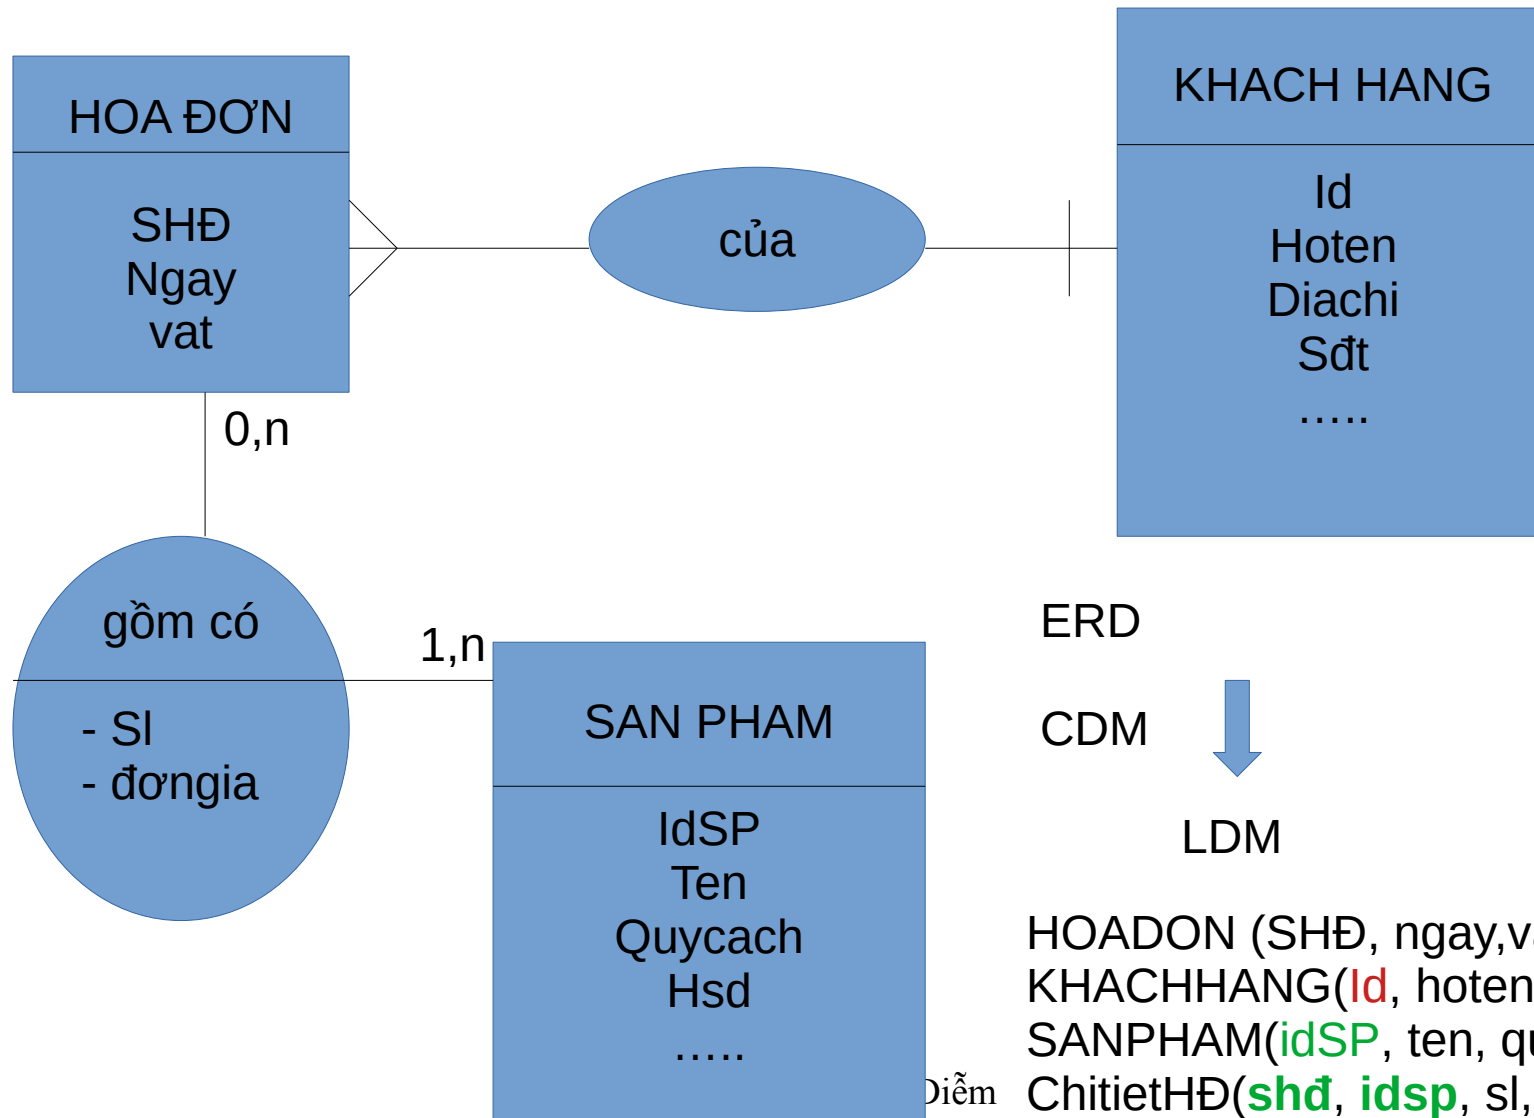 HOA ĐƠN
SHĐ
Ngay
vat
của
KHACH HANG
Id
Hoten
Diachi
Sđt
…..
0,n
gồm có
- Sl
- đơngia
1,n
SAN PHAM
IdSP
Ten
Quycach
Hsd
…..
ERD
CDM
LDM
HOADON (SHĐ, ngay,
KHACHHANG(Id, hoten
SANPHAM(idSP, ten,
ChitietHĐ(shđ, idsp, sl,
Diễm